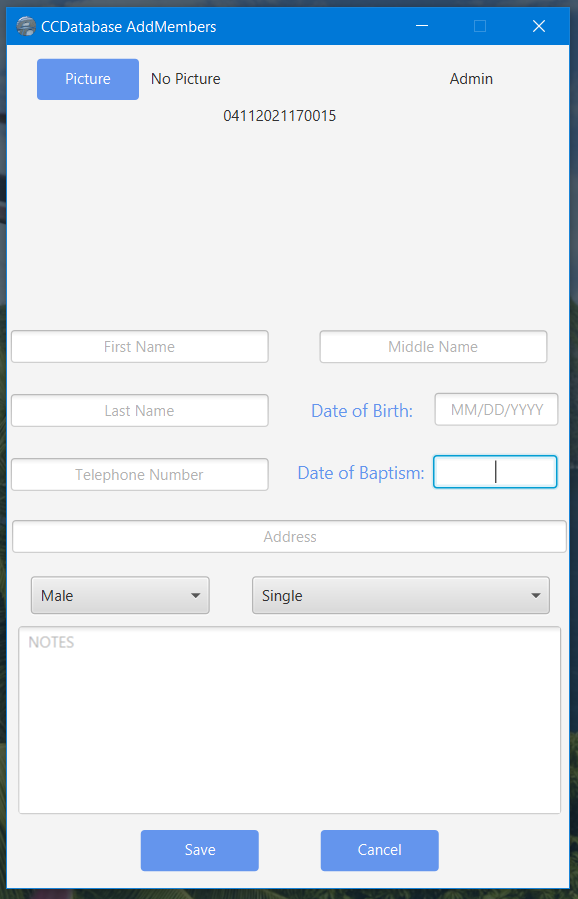 CCDatabase AddMembers
Picture No Picture Admin
04112021170015
First Name Middle Name
Last Name Date of Birth: MM/DD/YYYY
Telephone Number Date of Baptism:
Address
Male Single
NOTES
Save Cancel